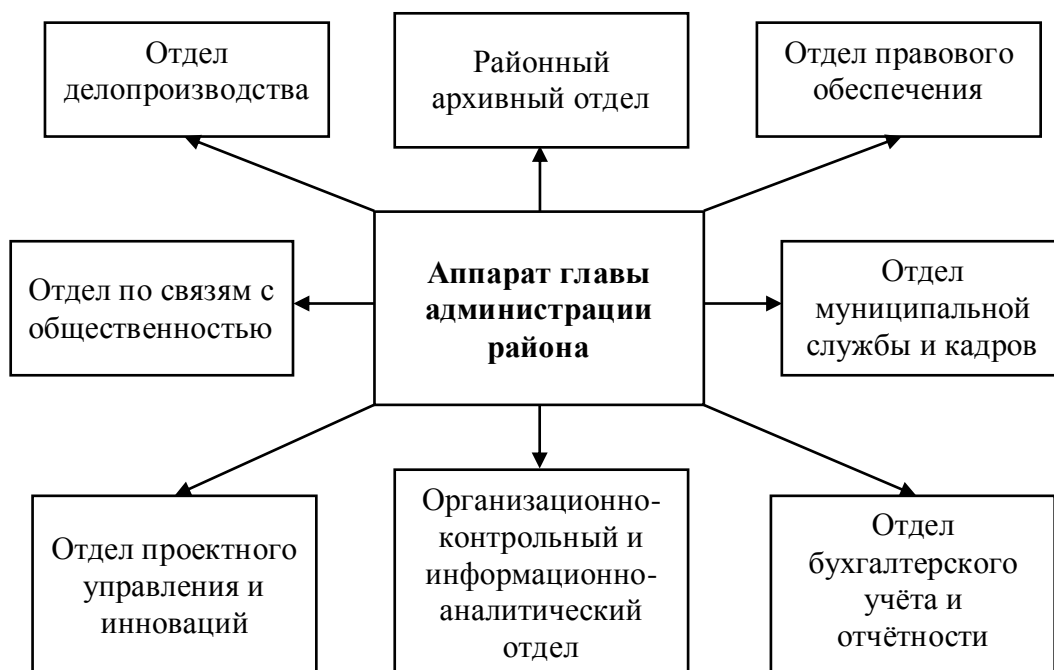 Отдел
делопроизводства
Районный
архивный отдел
Отдел правового
обеспечения
Отдел по связям с
общественностью
Аппарат главы
администрации
района
Отдел
муниципальной
службы и кадров
Отдел проектного
управления и
инноваций
Организационно-
контрольный и
информационно-
аналитический
отдел
Отдел
бухгалтерского
учёта и
отчётности